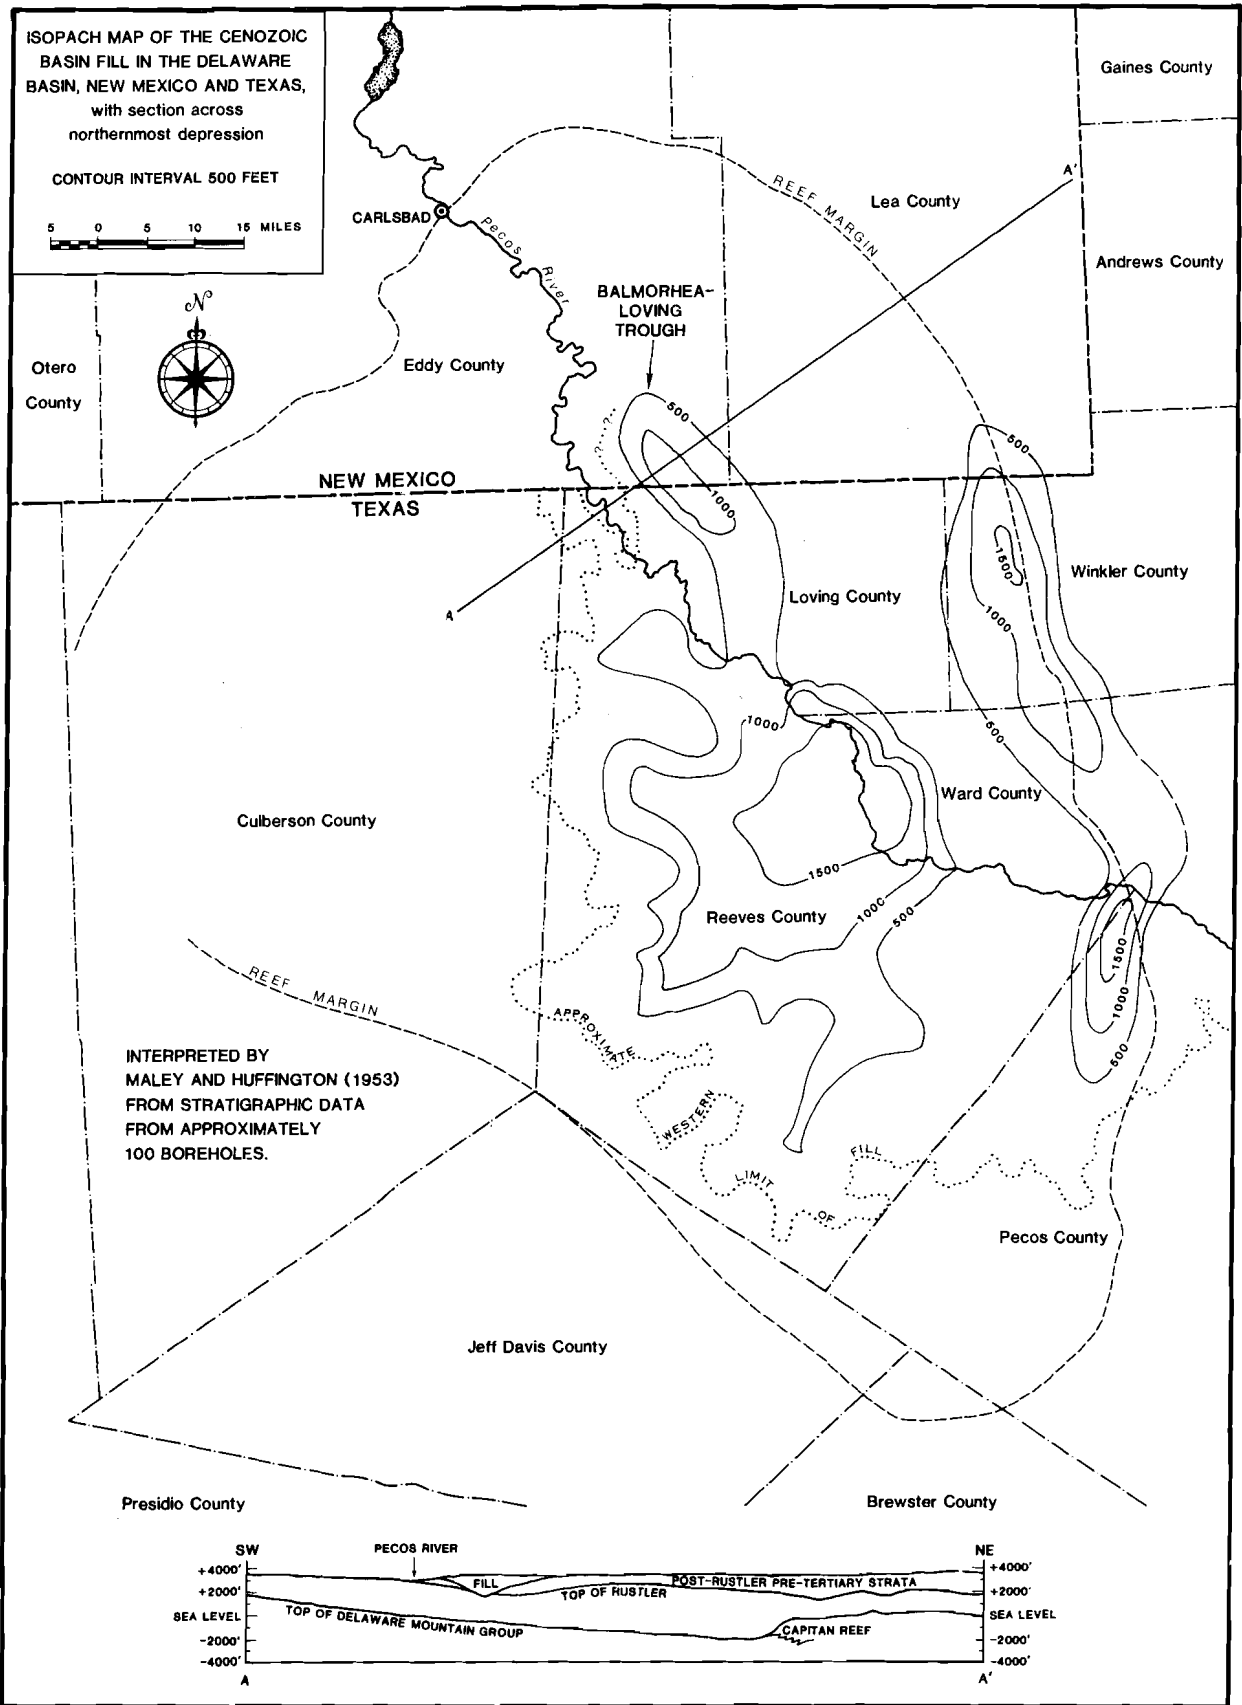 ISOPACH MAP OF THE CENOZOIC
BASIN FILL IN THE DELAWARE
BASIN, NEW MEXICO AND TEXAS,
with section across
northernmost depression
CONTOUR INTERVAL 500 FEET
5 0 5 10 15 MILES
N
Gaines County
A'
REEF MARGIN
Lea County
CARLSBAD
Pecos River
Andrews County
BALMORHEA-
LOVING
TROUGH
Otero
County
Eddy County
500
500
NEW MEXICO
TEXAS
1000
1500
Winkler County
Loving County
A
1000
1000
500
Ward County
Culberson County
1500
Reeves County
1000
500
1500
REEF MARGIN
1000
APPROXIMATE
500
INTERPRETED BY
MALEY AND HUFFINGTON (1953)
FROM STRATIGRAPHIC DATA
FROM APPROXIMATELY
100 BOREHOLES.
WESTERN
FILL
LIMIT
OF
Pecos County
Jeff Davis County
Presidio County
Brewster County
SW
PECOS RIVER
NE
+4000'
+4000'
FILL
POST-RUSTLER PRE-TERTIARY STRATA
+2000'
TOP OF RUSTLER
+2000'
SEA LEVEL
TOP OF DELAWARE MOUNTAIN GROUP
SEA LEVEL
-2000'
CAPITAN REEF
-2000'
-4000'
-4000'
A
A'